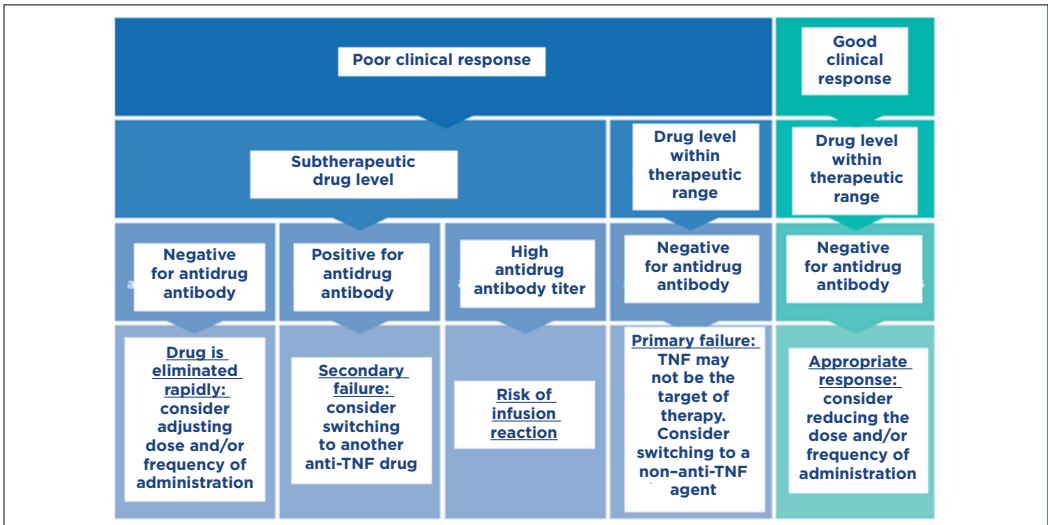 Poor clinical response
Good
clinical
response
Subtherapeutic
drug level
Drug level
within
therapeutic
range
Drug level
within
therapeutic
range
Negative
for antidrug
antibody
Positive for
antidrug
antibody
High
antidrug
antibody titer
Negative
for antidrug
antibody
Negative
for antidrug
antibody
Drug is
eliminated
rapidly:
consider
adjusting
dose and/or
frequency of
administration
Secondary
failure:
consider
switching
to another
anti-TNF drug
Risk of
infusion
reaction
Primary failure:
TNF may
not be the
target of
therapy.
Consider
switching to a
non–anti-TNF
agent
Appropriate
response:
consider
reducing the
dose and/or
frequency of
administration